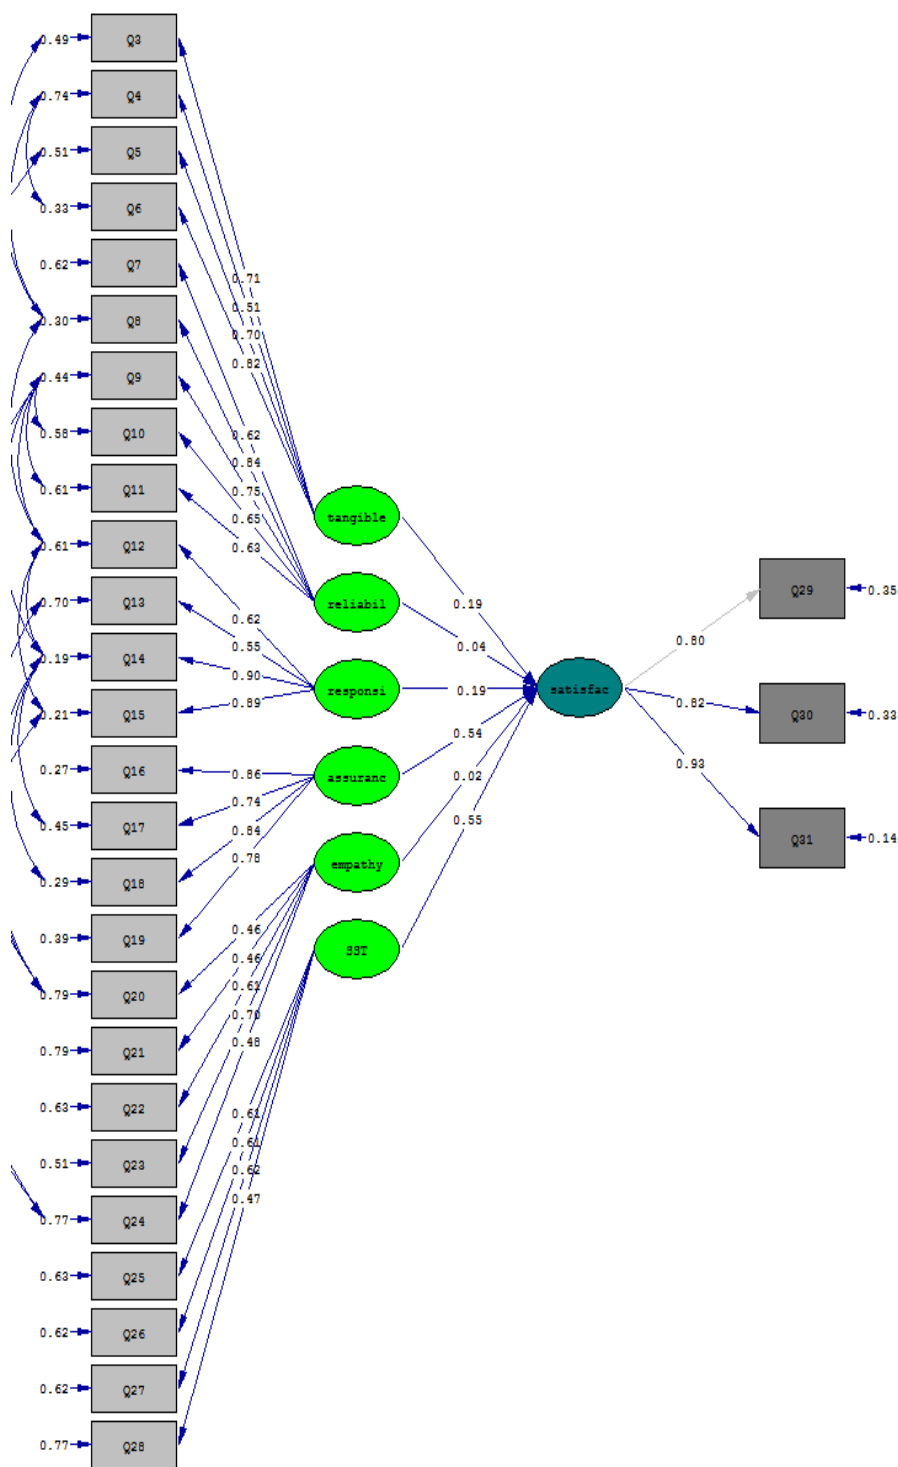 0.49 Q3
0.74 Q4
0.51 Q5
0.33 Q6
0.62 Q7
0.30 Q8
0.44 Q9
0.58 Q10
0.61 Q11
0.61 Q12
0.70 Q13
0.19 Q14
0.21 Q15
0.27 Q16
0.45 Q17
0.29 Q18
0.39 Q19
0.79 Q20
0.79 Q21
0.63 Q22
0.51 Q23
0.77 Q24
0.63 Q25
0.62 Q26
0.62 Q27
0.77 Q28
0.71
0.51
0.70
0.82
0.62
0.84
0.75
0.65
0.63
0.62
0.55
0.90
0.89
0.86
0.74
0.84
0.78
0.46
0.46
0.61
0.70
0.48
0.61
0.61
0.62
0.47
tangible
reliabil
responsi
assuranc
empathy
SST
0.19
0.04
0.19
0.54
0.02
0.55
satisfac
0.80
0.82
0.93
Q29 0.35
Q30 0.33
Q31 0.14